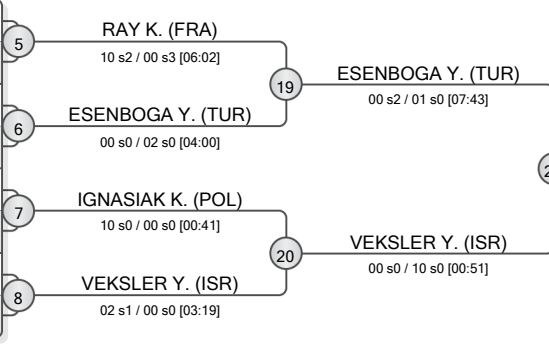 5
RAY K. (FRA)
10 s2 / 00 s3 [06:02]
19
ESENBOGA Y. (TUR)
00 s2 / 01 s0 [07:43]
6
ESENBOGA Y. (TUR)
00 s0 / 02 s0 [04:00]
7
IGNASIAK K. (POL)
10 s0 / 00 s0 [00:41]
20
VEKSLER Y. (ISR)
00 s0 / 10 s0 [00:51]
8
VEKSLER Y. (ISR)
02 s1 / 00 s0 [03:19]